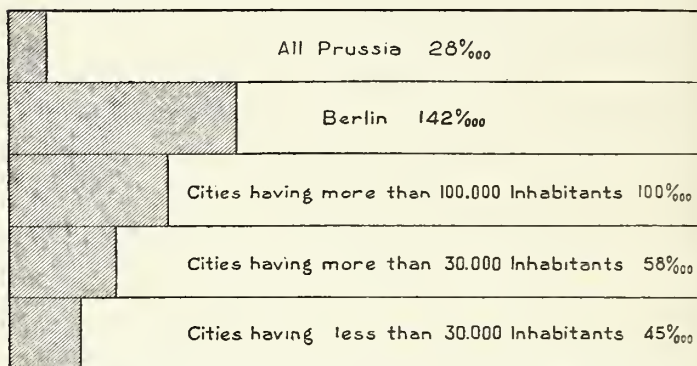 All Prussia 28‱
Berlin 142‱
Cities having more than 100.000 Inhabitants 100‱
Cities having more than 30.000 Inhabitants 58‱
Cities having less than 30.000 Inhabitants 45‱